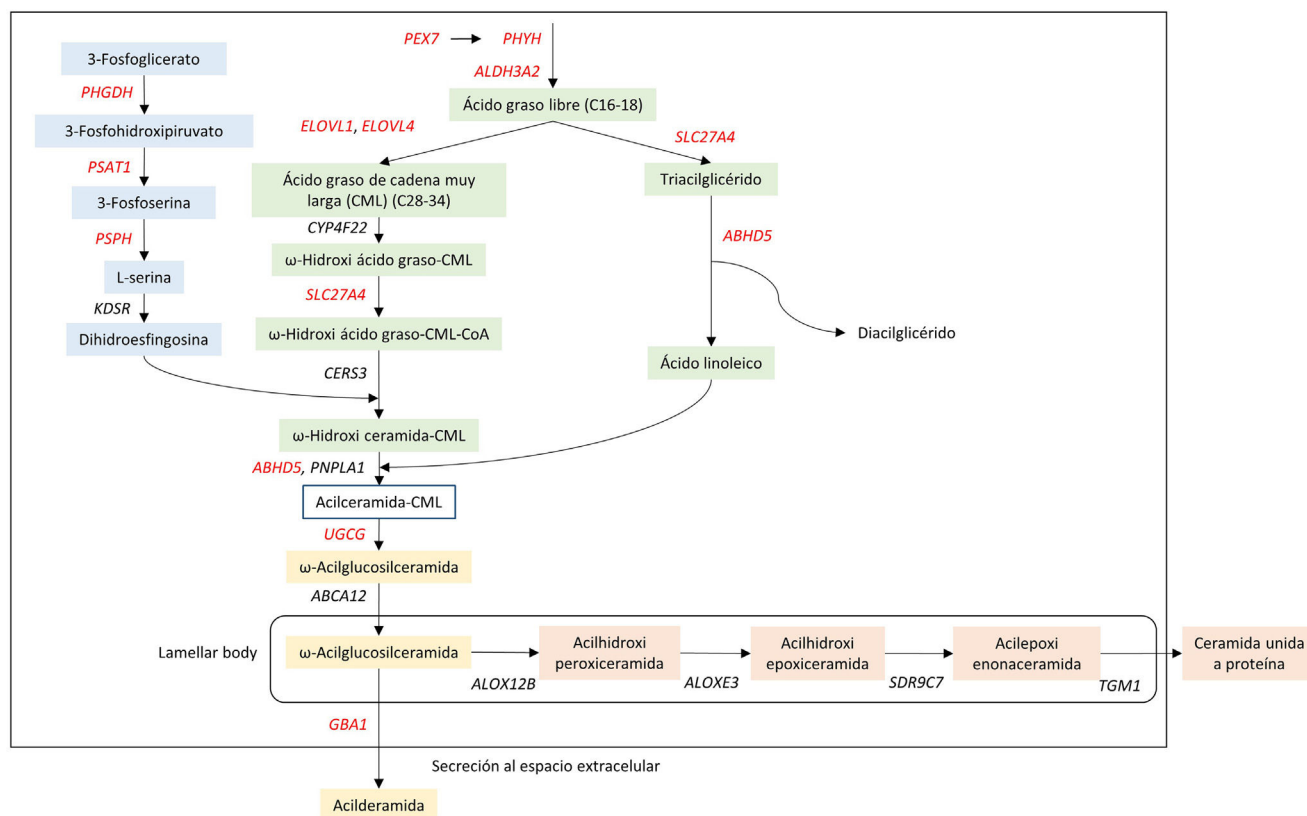 PEX7
PHYH
ALDH3A2
3-Fosfoglicerato
PHGDH
3-Fosfohidroxipiruvato
PSAT1
3-Fosfoserina
PSPH
L-serina
KDSR
Dihidroesfingosina
Ácido graso libre (C16-18)
ELOVL1, ELOVL4
SLC27A4
Ácido graso de cadena muy
larga (CML) (C28-34)
CYP4F22
ω-Hidroxi ácido graso-CML
SLC27A4
ω-Hidroxi ácido graso-CML-CoA
CERS3
Triacilglicérido
ABHD5
Diacilglicérido
Ácido linoleico
ω-Hidroxi ceramida-CML
ABHD5, PNPLA1
Acilceramida-CML
UGCG
ω-Acilglucosilceramida
ABCA12
Lamellar body
ω-Acilglucosilceramida
ALOX12B
Acilhidroxi
peroxiceramida
ALOXE3
Acilhidroxi
epoxiceramida
SDR9C7
Acilepoxi
enonaceramida
TGM1
Ceramida unida
a proteína
GBA1
Secreción al espacio extracelular
Acilderamida